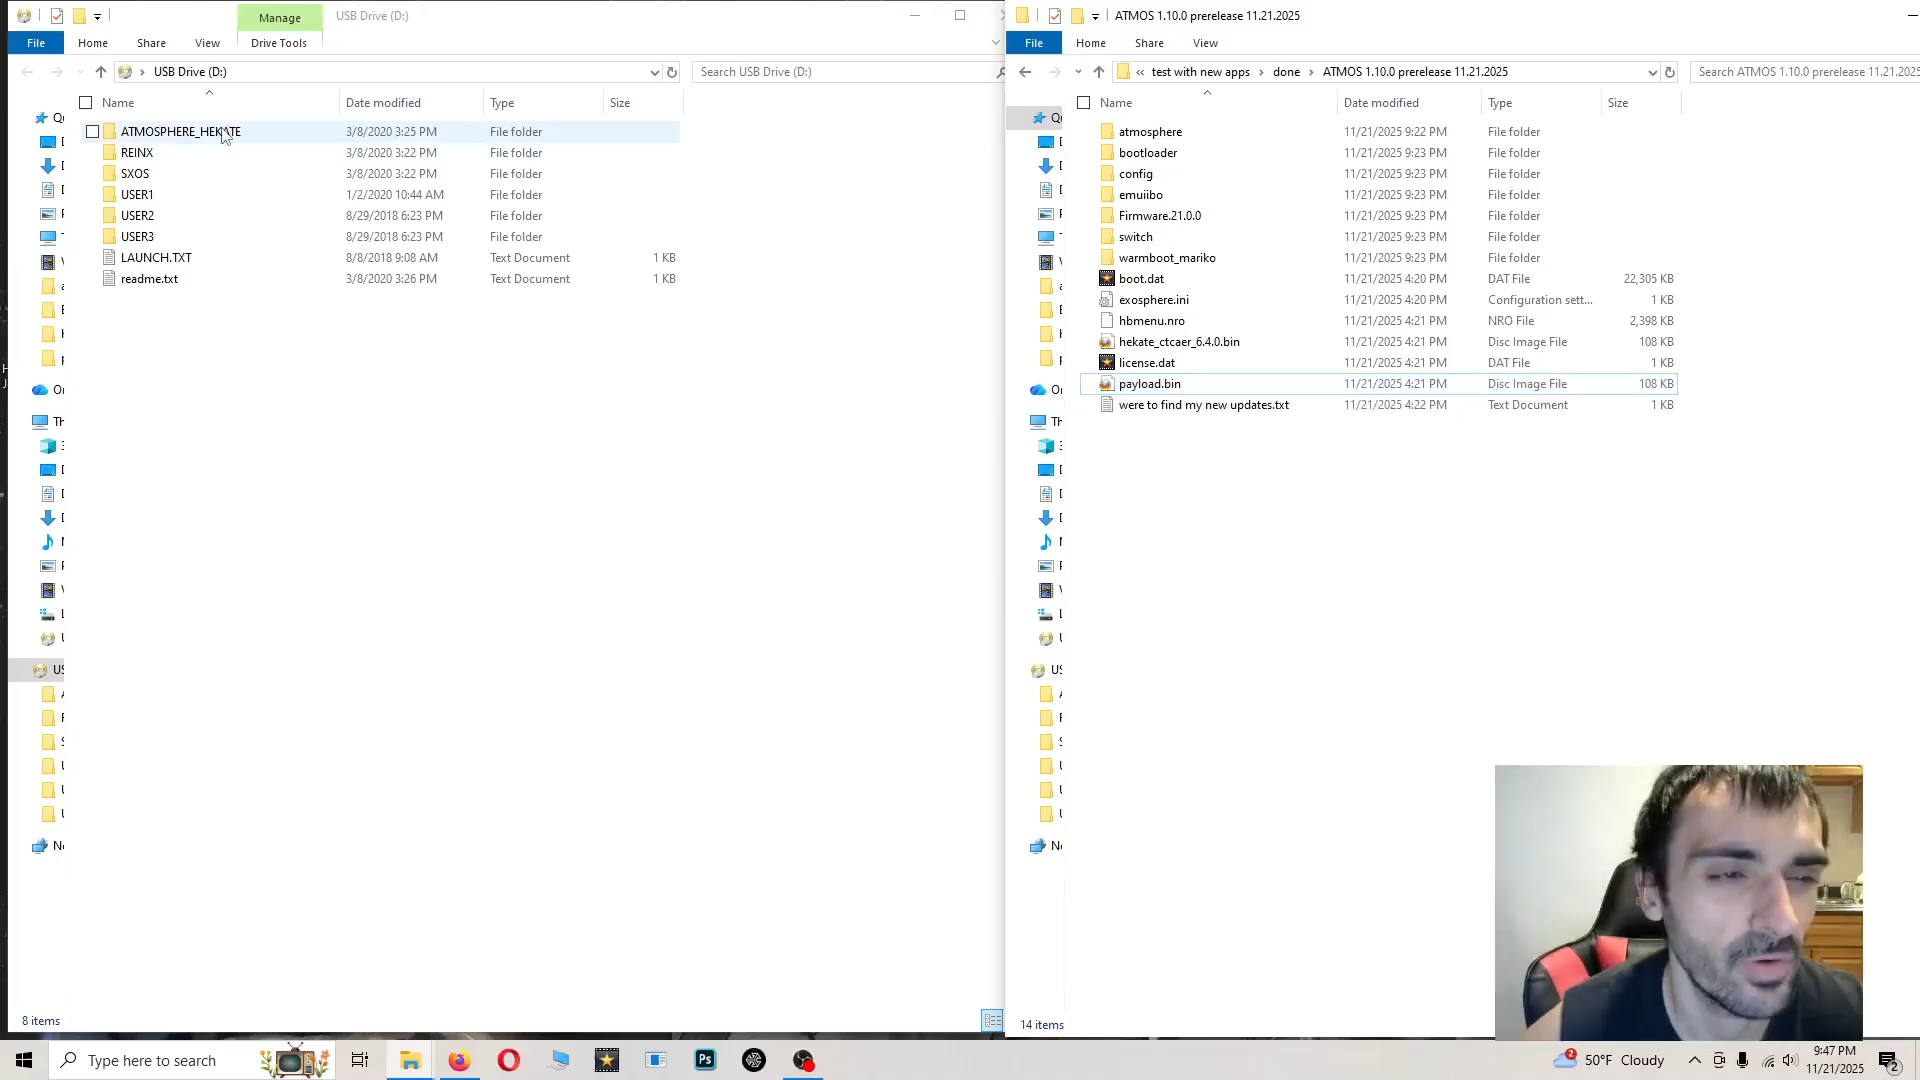 Manage
USB Drive (D:)
File
Home
Share
View
Drive Tools
USB Drive (D:)
Search USB Drive (D:)
Name
Date modified
Type
Size
ATMOSPHERE_HEKATE
3/8/2020 3:25 PM
File folder
REINX
3/8/2020 3:22 PM
File folder
SXOS
3/8/2020 3:22 PM
File folder
USER1
1/2/2020 10:44 AM
File folder
USER2
8/29/2018 6:23 PM
File folder
USER3
8/29/2018 6:23 PM
File folder
LAUNCH.TXT
8/8/2018 9:08 AM
Text Document
1 KB
readme.txt
3/8/2020 3:26 PM
Text Document
1 KB
8 items
ATMOS 1.10.0 prerelease 11.21.2025
File
Home
Share
View
« test with new apps › done › ATMOS 1.10.0 prerelease 11.21.2025
Search ATMOS 1.10.0 prerelease 11.21.2025
Name
Date modified
Type
Size
atmosphere
11/21/2025 9:22 PM
File folder
bootloader
11/21/2025 9:23 PM
File folder
config
11/21/2025 9:23 PM
File folder
emuiibo
11/21/2025 9:23 PM
File folder
Firmware.21.0.0
11/21/2025 9:23 PM
File folder
switch
11/21/2025 9:23 PM
File folder
warmboot_mariko
11/21/2025 9:23 PM
File folder
boot.dat
11/21/2025 4:20 PM
DAT File
22,305 KB
exosphere.ini
11/21/2025 4:20 PM
Configuration sett...
1 KB
hbmenu.nro
11/21/2025 4:21 PM
NRO File
2,398 KB
hekate_ctcaer_6.4.0.bin
11/21/2025 4:21 PM
Disc Image File
108 KB
license.dat
11/21/2025 4:21 PM
DAT File
1 KB
payload.bin
11/21/2025 4:21 PM
Disc Image File
108 KB
were to find my new updates.txt
11/21/2025 4:22 PM
Text Document
1 KB
14 items
Type here to search
Ps
2
50°F Cloudy
9:47 PM
11/21/2025
2